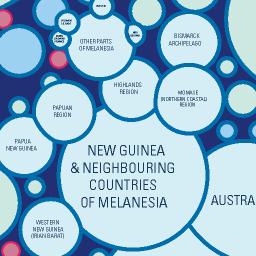 OTHER PARTS
OF MELANESIA
BISMARCK
ARCHIPELAGO
HIGHLANDS
REGION
MOMASE
(NORTHERN COASTAL)
REGION
PAPUAN
REGION
PAPUA
NEW GUINEA
NEW GUINEA
& NEIGHBOURING
COUNTRIES
OF MELANESIA
AUSTRA
WESTERN
NEW GUINEA
(IRIAN BARAT)